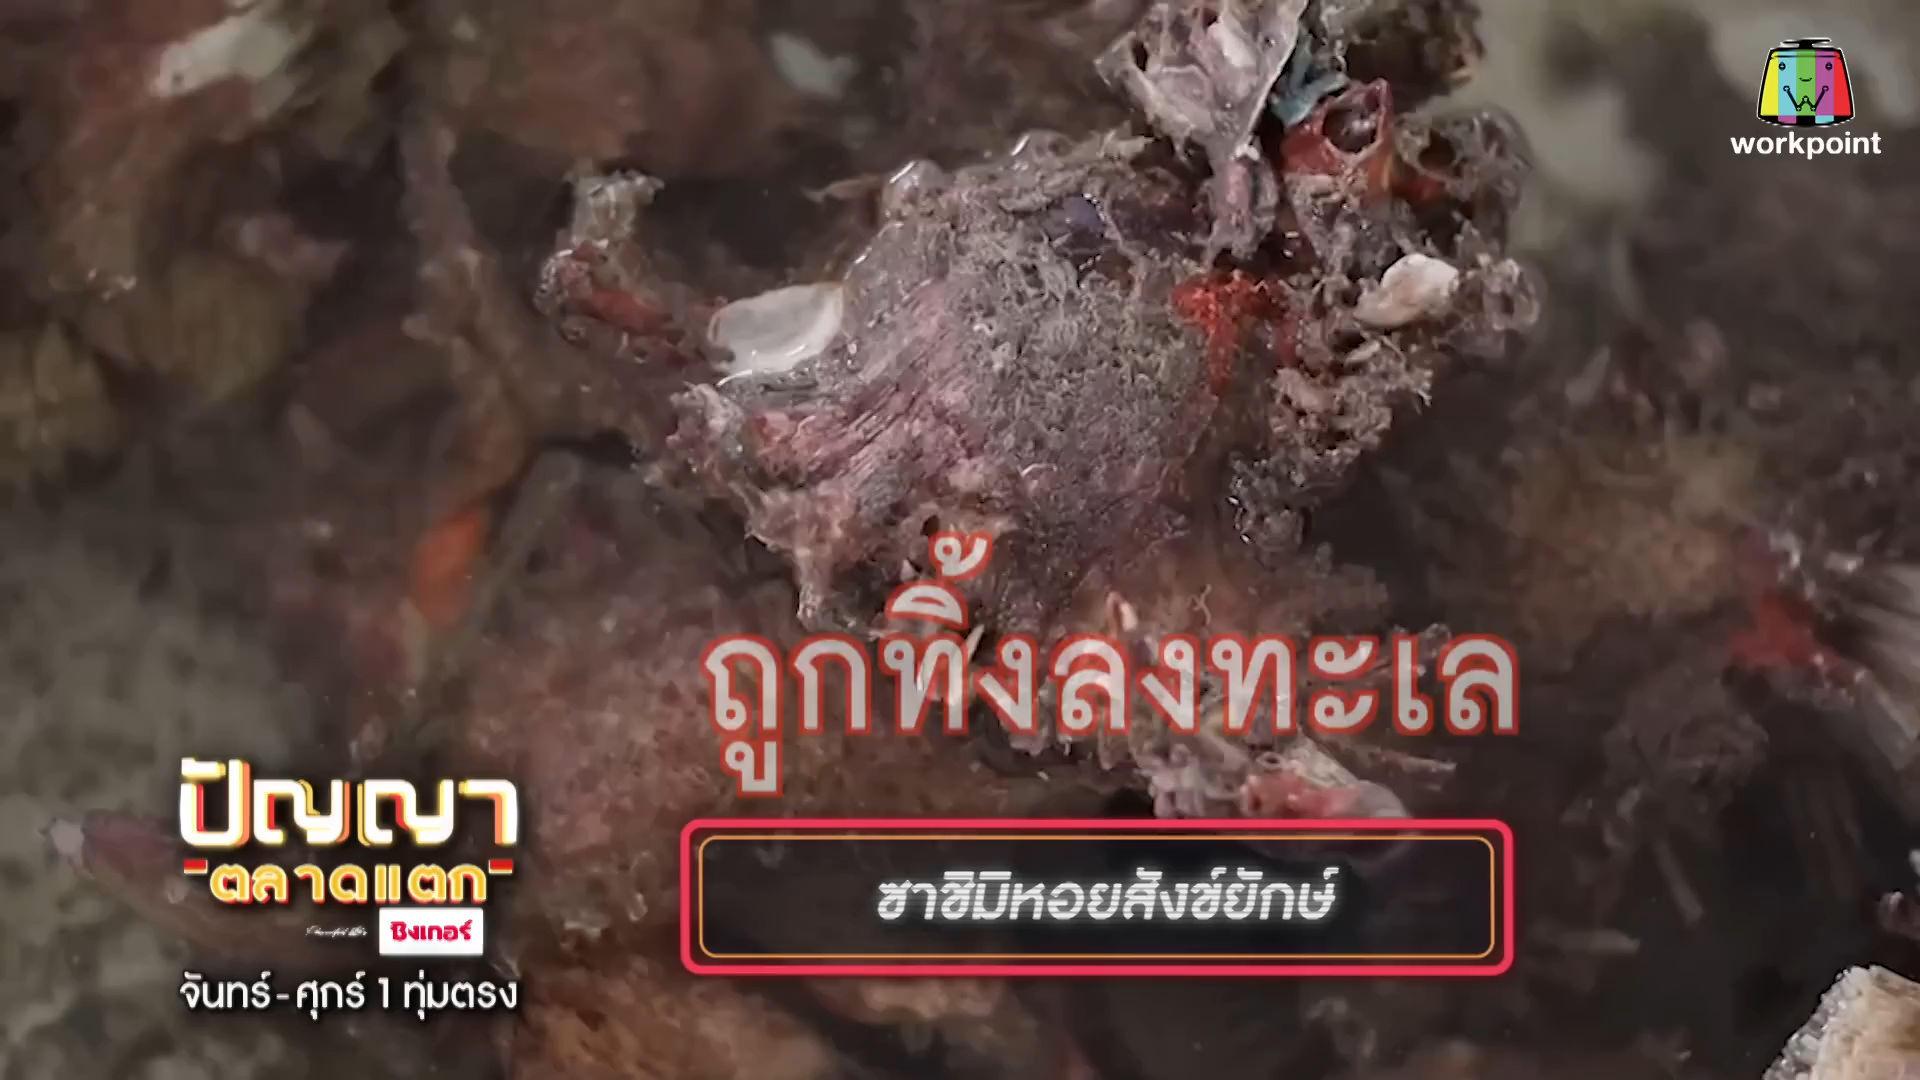 workpoint
ถูกทิ้งลงทะเล
ปัญญา
ตลาดแตก
ซิงเกอร์
จันทร์ - ศุกร์ 1 ทุ่มตรง
ซาชิมิหอยสังข์ยักษ์